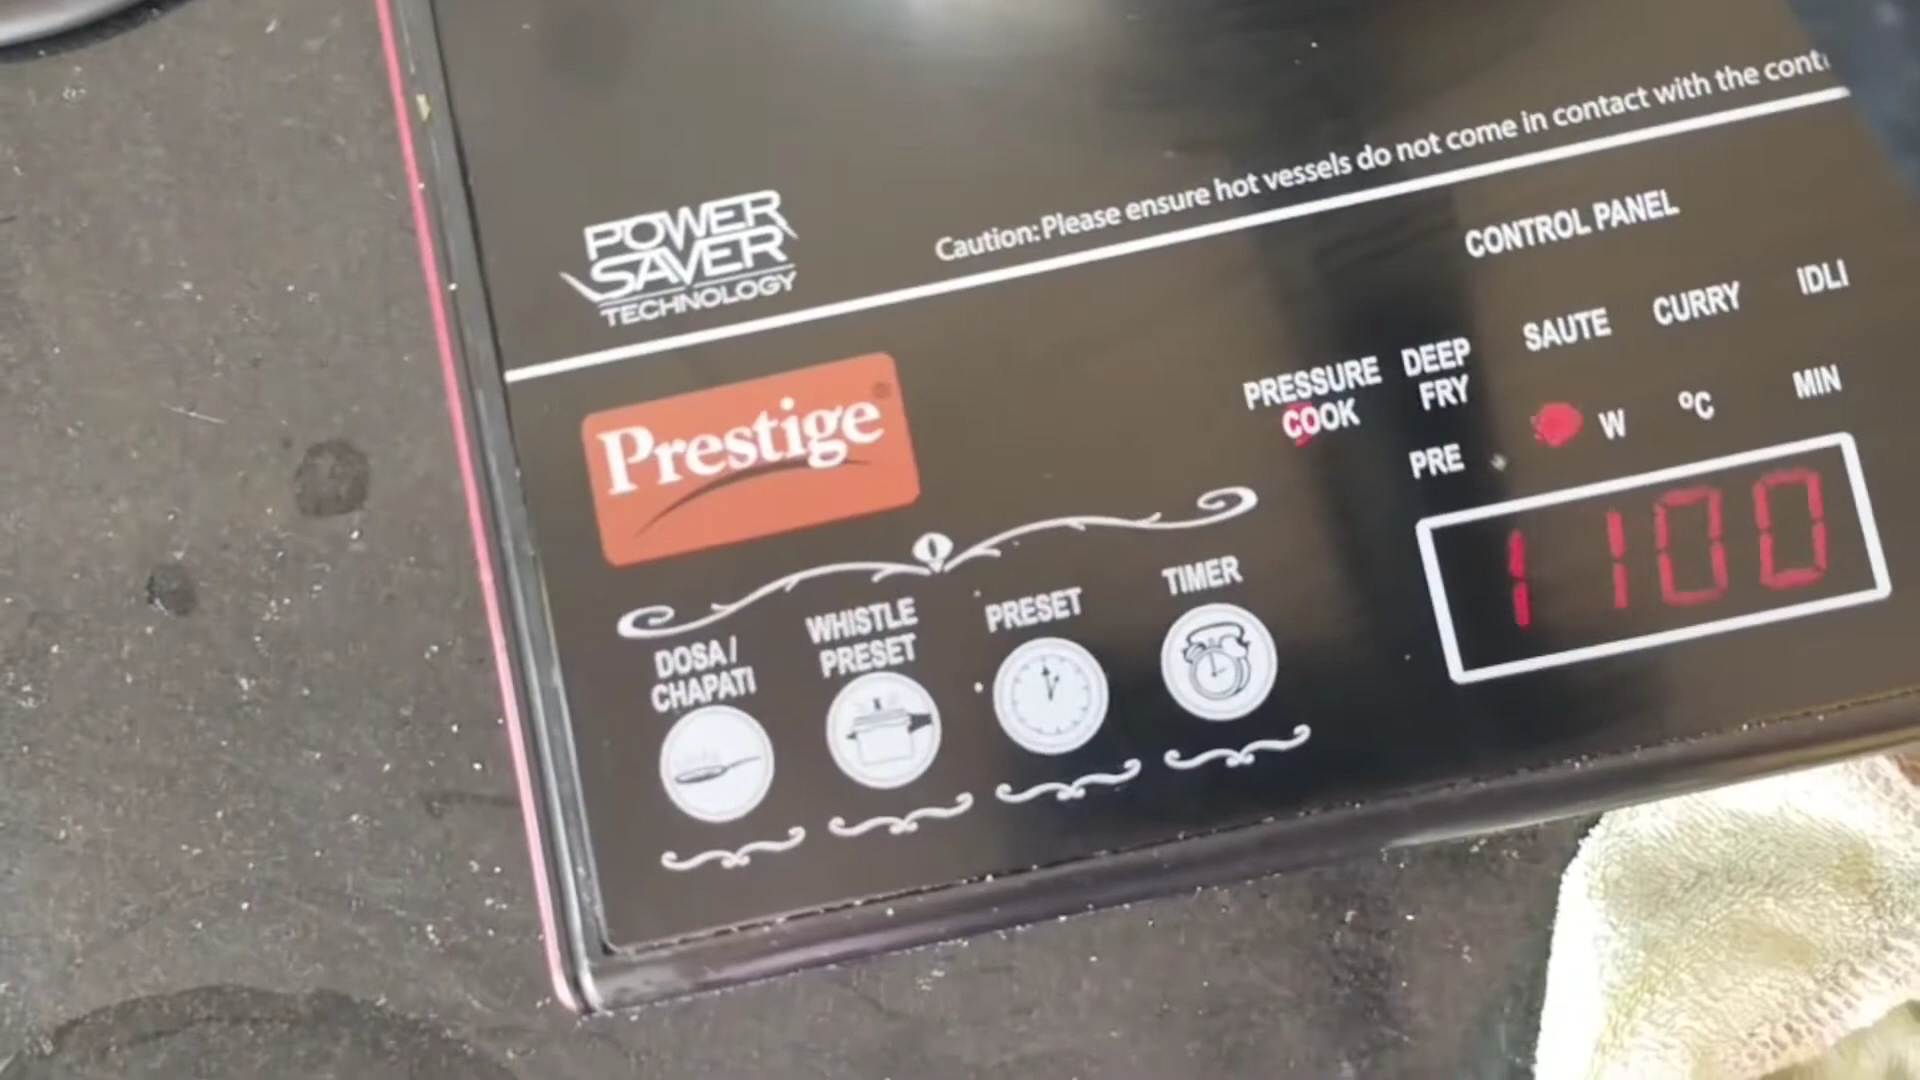 POWER
SAVER
TECHNOLOGY
Caution: Please ensure hot vessels do not come in contact with the
CONTROL PANEL
PRESSURE COOK
DEEP FRY
SAUTE
CURRY
IDLI
PRE
W
°C
MIN
1100
Prestige®
DOSA /
CHAPATI
WHISTLE
PRESET
PRESET
TIMER